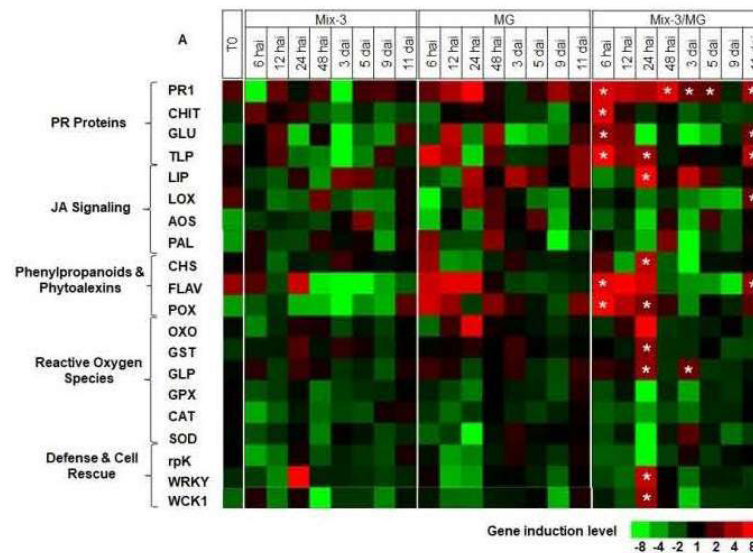 A
Mix-3
MG
Mix-3/MG
T0
6 hai
12 hai
24 hai
48 hai
3 dai
5 dai
9 dai
11 dai
6 hai
12 hai
24 hai
48 hai
3 dai
5 dai
9 dai
11 dai
6 hai
12 hai
24 hai
48 hai
3 dai
5 dai
9 dai
PR Proteins
PR1
CHIT
GLU
TLP
JA Signaling
LIP
LOX
AOS
PAL
Phenylpropanoids &
Phytoalexins
CHS
FLAV
POX
Reactive Oxygen
Species
OXO
GST
GLP
GPX
CAT
SOD
Defense & Cell
Rescue
rpK
WRKY
WCK1
Gene induction level
-8 -4 -2 1 2 4